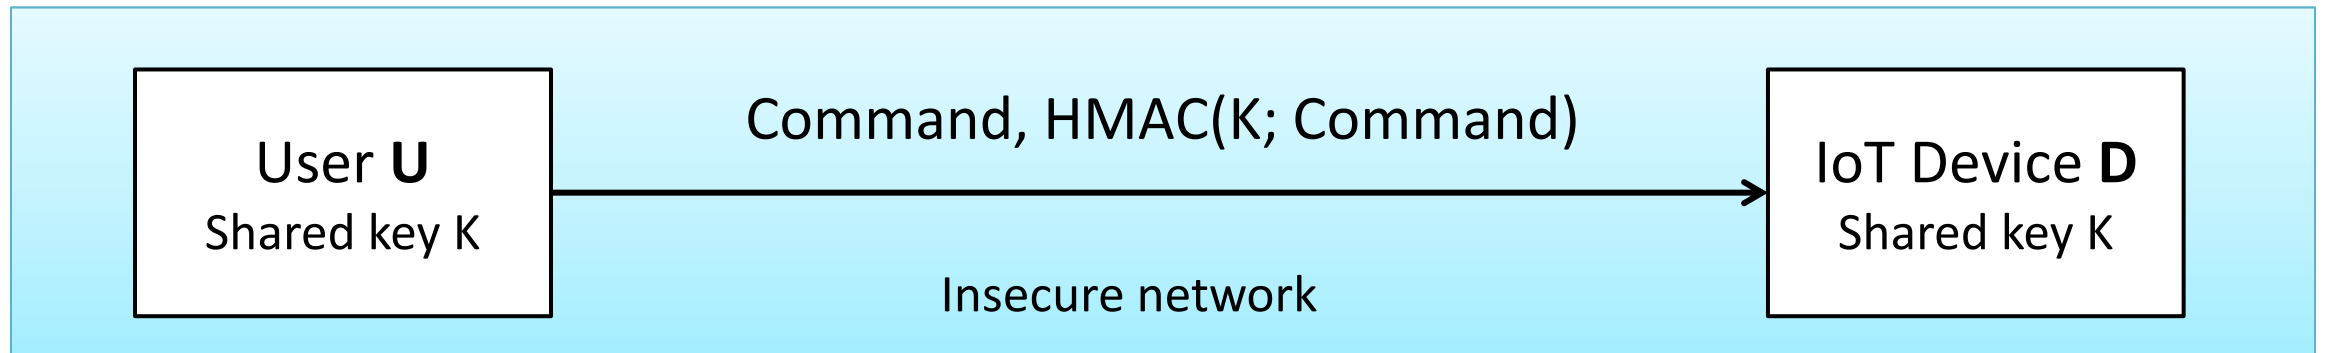 User U
Shared key K
Command, HMAC(K; Command)
Insecure network
IoT Device D
Shared key K